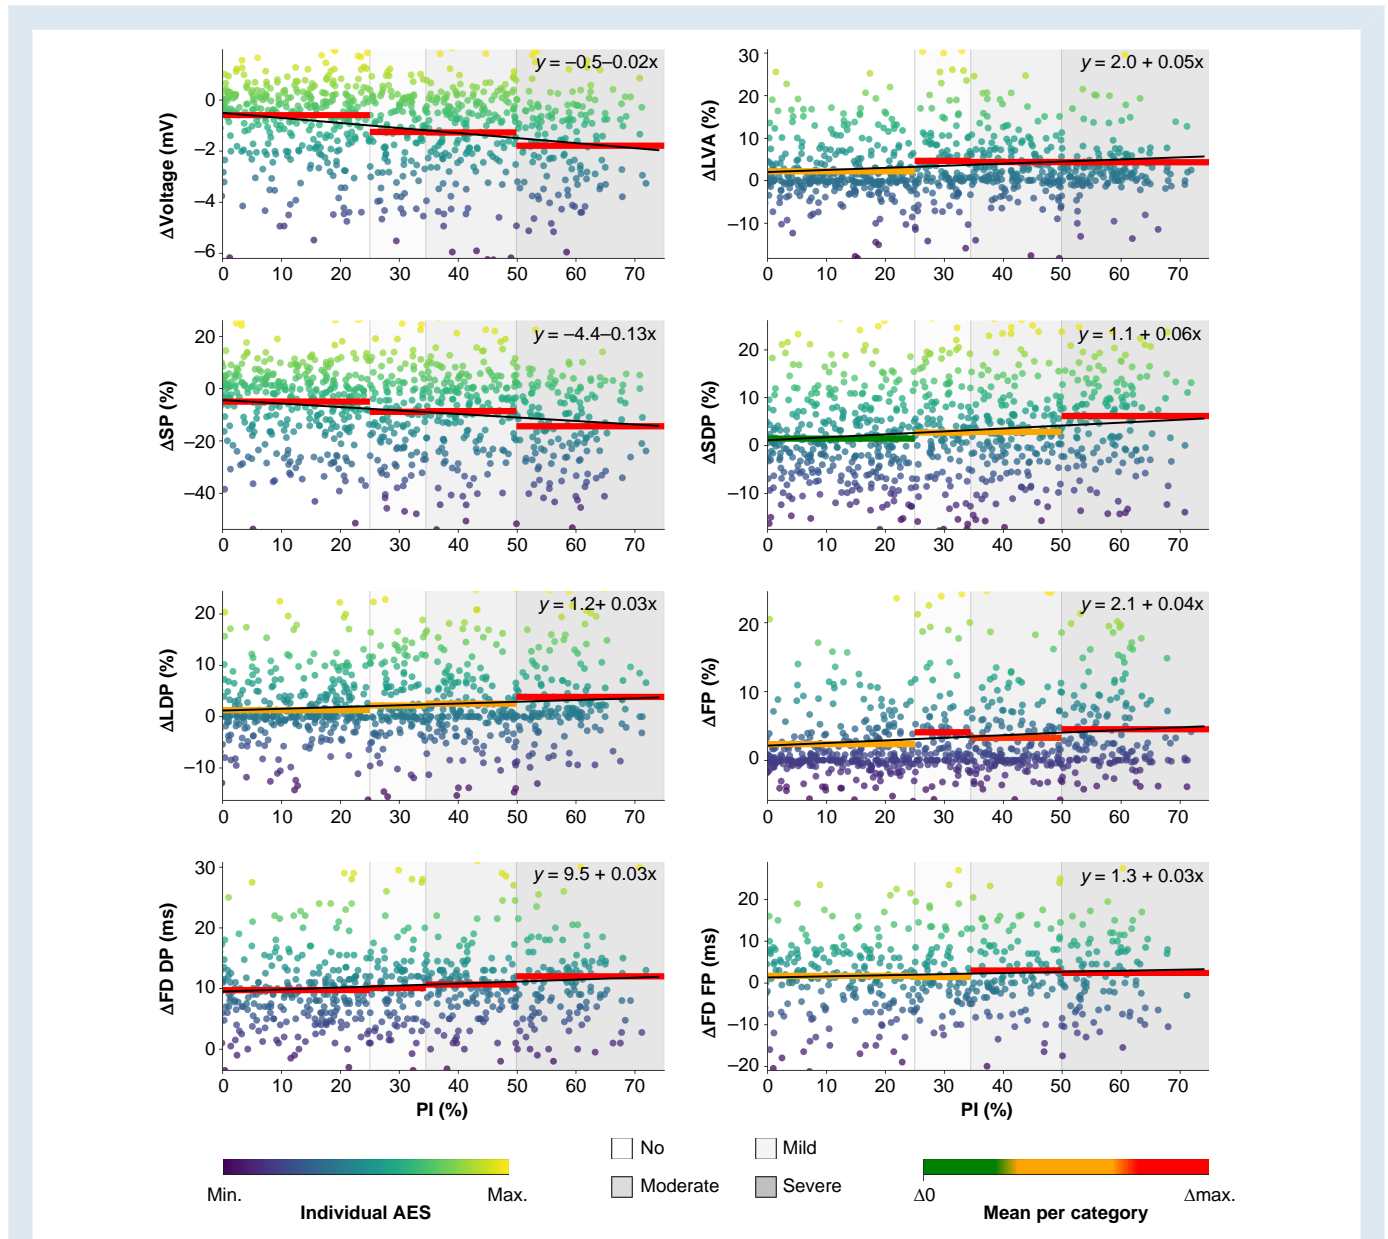 y = –0.5–0.02x
0
–2
–4
–6
ΔVoltage (mV)
0 10 20 30 40 50 60 70
y = 2.0 + 0.05x
30
20
10
0
–10
ΔLVA (%)
0 10 20 30 40 50 60 70
y = –4.4–0.13x
20
0
–20
–40
ΔSP (%)
0 10 20 30 40 50 60 70
y = 1.1 + 0.06x
20
10
0
–10
ΔSDP (%)
0 10 20 30 40 50 60 70
y = 1.2+ 0.03x
20
10
0
–10
ΔLDP (%)
0 10 20 30 40 50 60 70
y = 2.1 + 0.04x
20
10
0
ΔFP (%)
0 10 20 30 40 50 60 70
y = 9.5 + 0.03x
30
20
10
0
ΔFD DP (ms)
0 10 20 30 40 50 60 70
PI (%)
y = 1.3 + 0.03x
20
10
0
–10
–20
ΔFD FP (ms)
0 10 20 30 40 50 60 70
PI (%)
Min. Max.
Individual AES
No Mild
Moderate Severe
Δ0 Δmax.
Mean per category